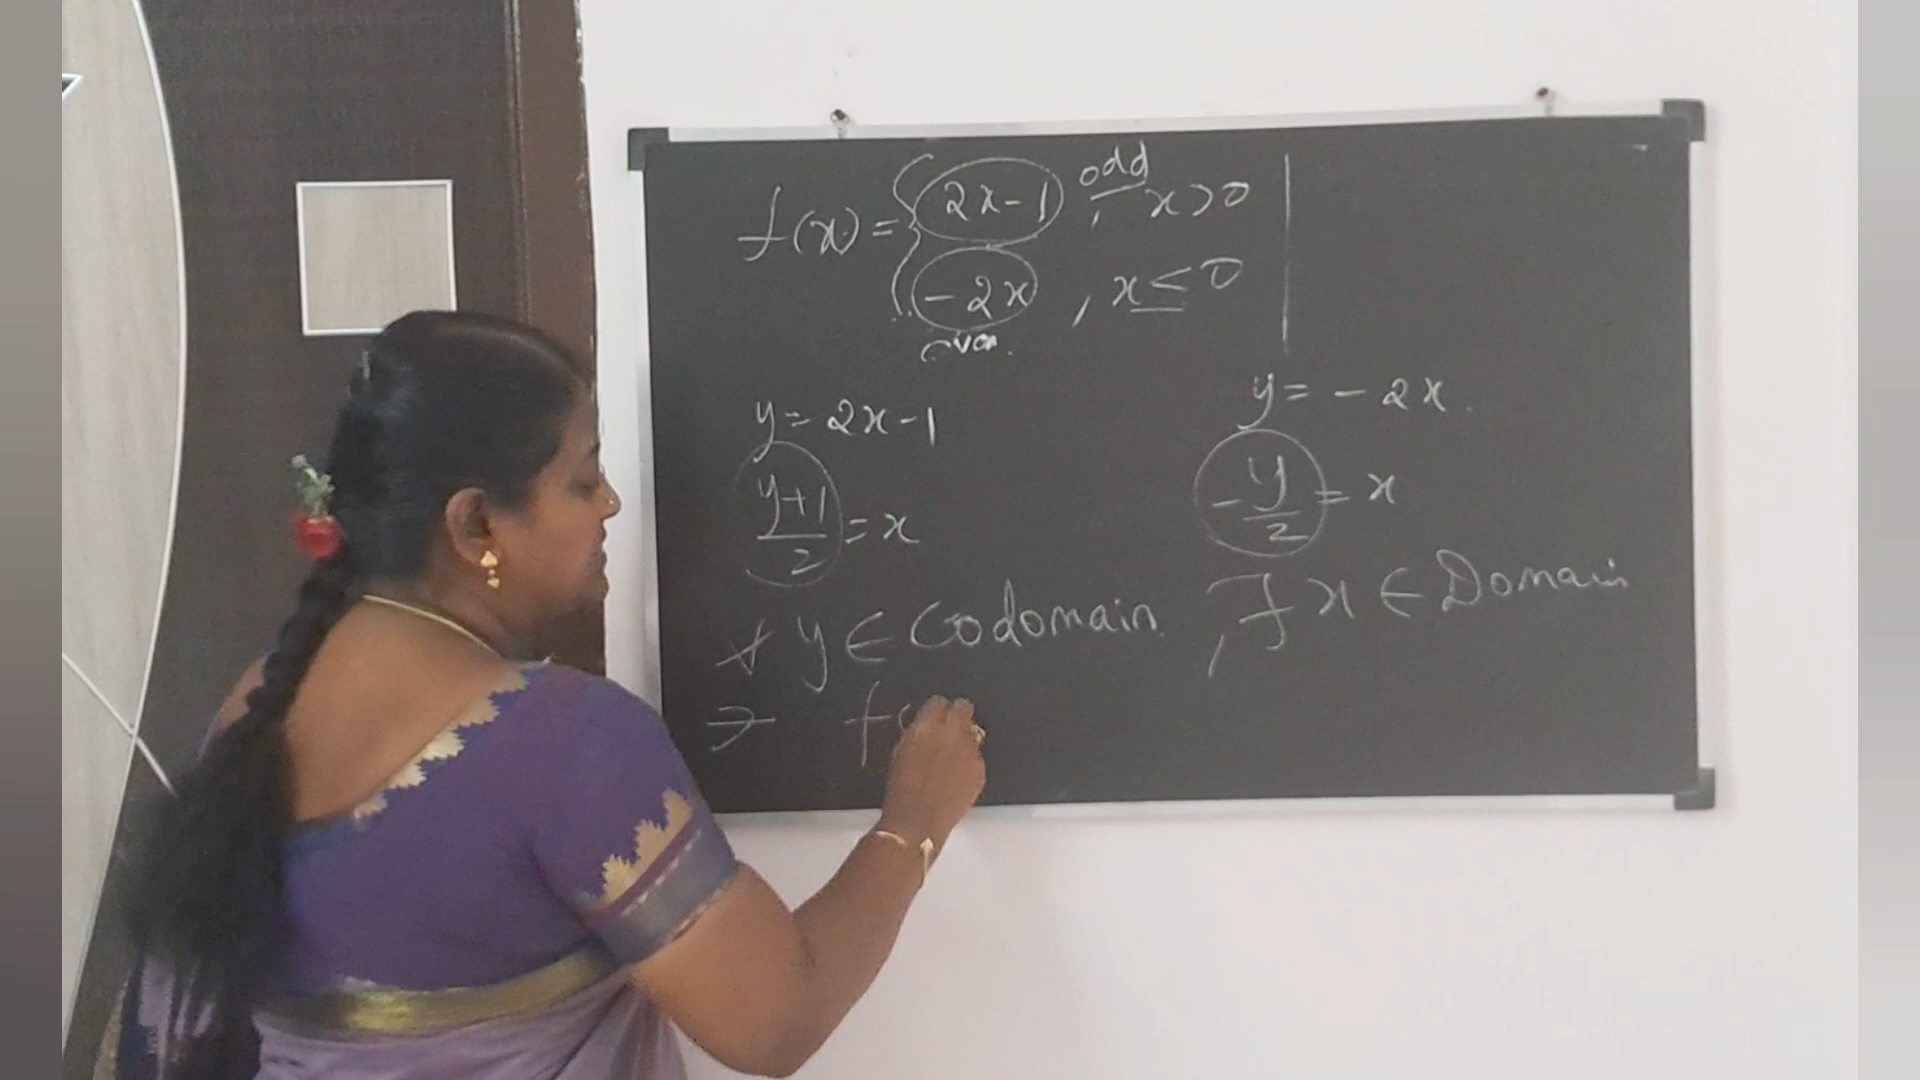 f(x) = { 2x-1 odd, x>0
-2x , x≤0
even.
y = 2x-1
y+1/2 = x
y = -2x.
-y/2 = x
∀ y ∈ Codomain, ∃ x ∈ Domain
⇒ f(